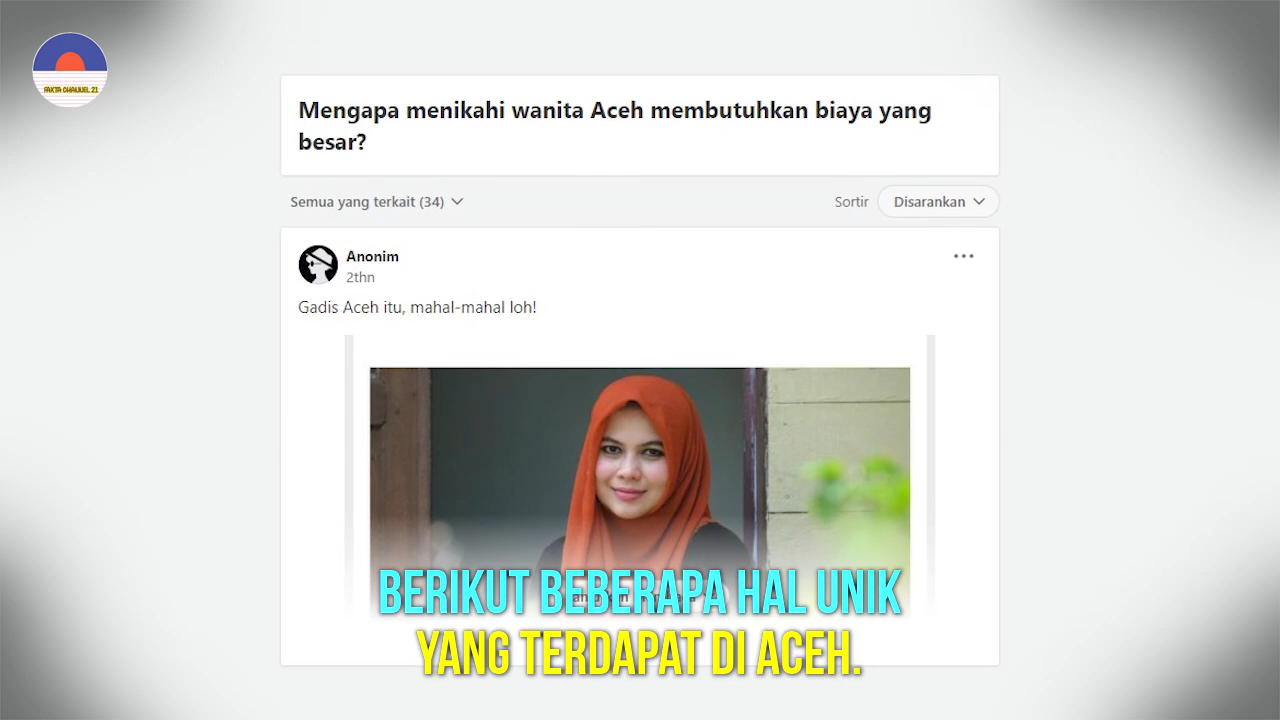 FAKTA CHANNEL 21
Mengapa menikahi wanita Aceh membutuhkan biaya yang
besar?
Semua yang terkait (34)
Sortir
Disarankan
Anonim
2thn
Gadis Aceh itu, mahal-mahal loh!
BERIKUT BEBERAPA HAL UNIK
YANG TERDAPAT DI ACEH.